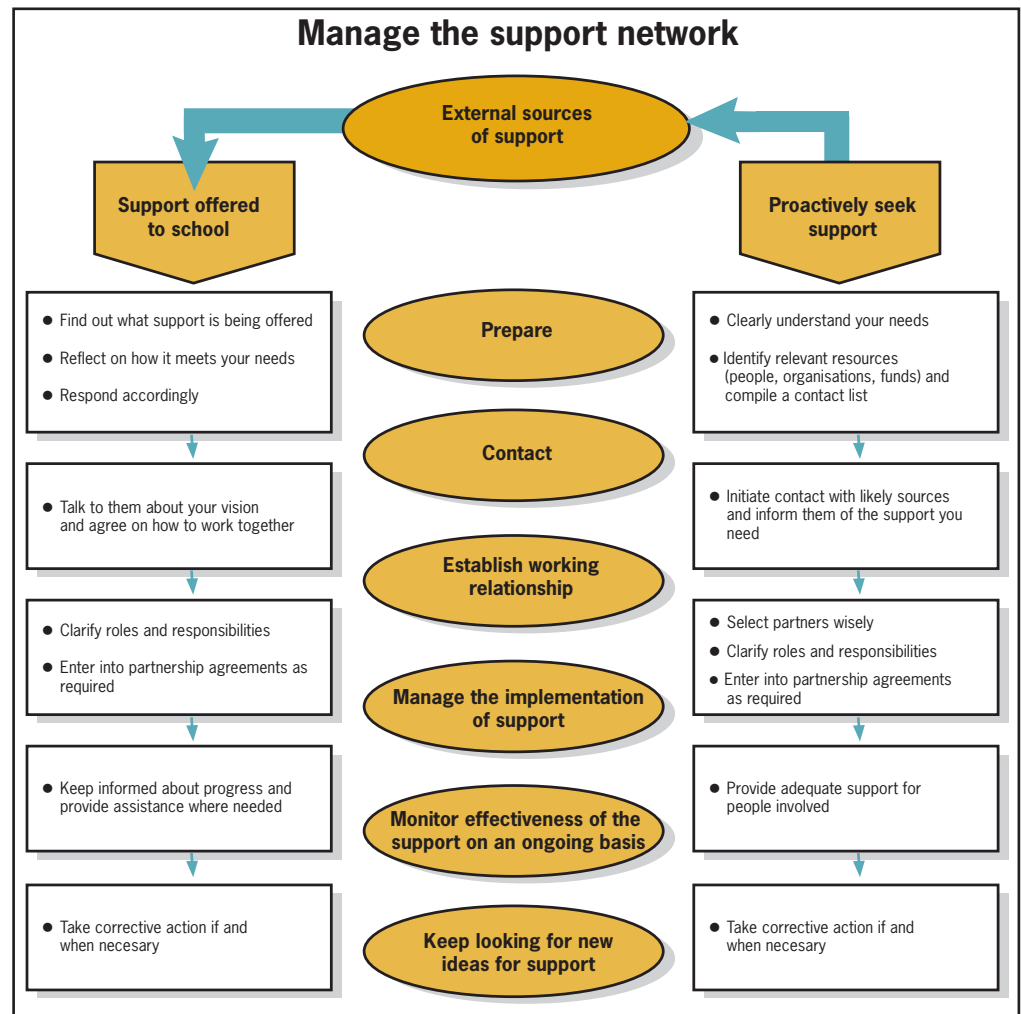 Manage the support network
External sources
of support
Support offered
to school
Proactively seek
support
● Find out what support is being offered
● Reflect on how it meets your needs
● Respond accordingly
Prepare
● Clearly understand your needs
● Identify relevant resources
(people, organisations, funds) and
compile a contact list
Contact
● Talk to them about your vision
and agree on how to work together
● Initiate contact with likely sources
and inform them of the support you
need
Establish working
relationship
● Clarify roles and responsibilities
● Enter into partnership agreements as
required
● Select partners wisely
● Clarify roles and responsibilities
● Enter into partnership agreements
as required
Manage the implementation
of support
● Keep informed about progress and
provide assistance where needed
● Provide adequate support for
people involved
Monitor effectiveness of the
support on an ongoing basis
● Take corrective action if and
when necesary
● Take corrective action if and
when necesary
Keep looking for new
ideas for support